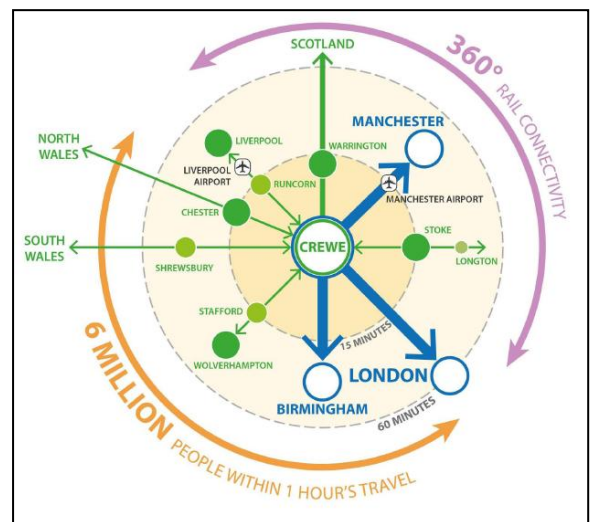 SCOTLAND
360° RAIL CONNECTIVITY
MANCHESTER
NORTH
WALES
LIVERPOOL
WARRINGTON
LIVERPOOL
AIRPORT
RUNCORN
MANCHESTER AIRPORT
CHESTER
STOKE
SOUTH
WALES
CREWE
SHREWSBURY
LONGTON
STAFFORD
15 MINUTES
WOLVERHAMPTON
LONDON
BIRMINGHAM
60 MINUTES
6 MILLION PEOPLE WITHIN 1 HOUR'S TRAVEL